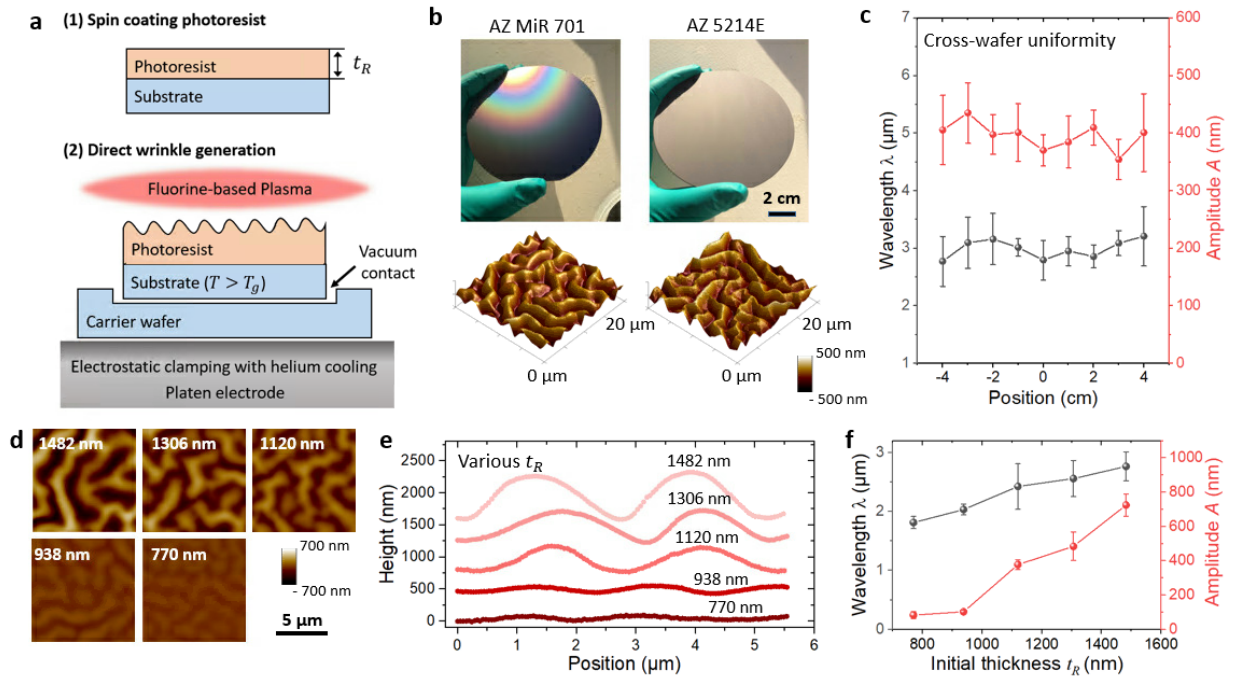 a
(1) Spin coating photoresist
Photoresist
t_R
Substrate
(2) Direct wrinkle generation
Fluorine-based Plasma
Photoresist
Substrate (T > T_g)
Vacuum
contact
Carrier wafer
Electrostatic clamping with helium cooling
Platen electrode
b
AZ MiR 701
AZ 5214E
2 cm
20 μm
0 μm
20 μm
0 μm
500 nm
- 500 nm
c
Cross-wafer uniformity
Wavelength λ (μm)
7
6
5
4
3
2
1
Amplitude A (nm)
600
500
400
300
200
100
0
-4 -2 0 2 4
Position (cm)
d
1482 nm
1306 nm
1120 nm
938 nm
770 nm
700 nm
- 700 nm
5 μm
e
Various t_R
Height (nm)
2500
2000
1500
1000
500
0
1482 nm
1306 nm
1120 nm
938 nm
770 nm
0 1 2 3 4 5 6
Position (μm)
f
Wavelength λ (μm)
3
2
1
0
Amplitude A (nm)
1000
800
600
400
200
0
800 1000 1200 1400 1600
Initial thickness t_R (nm)